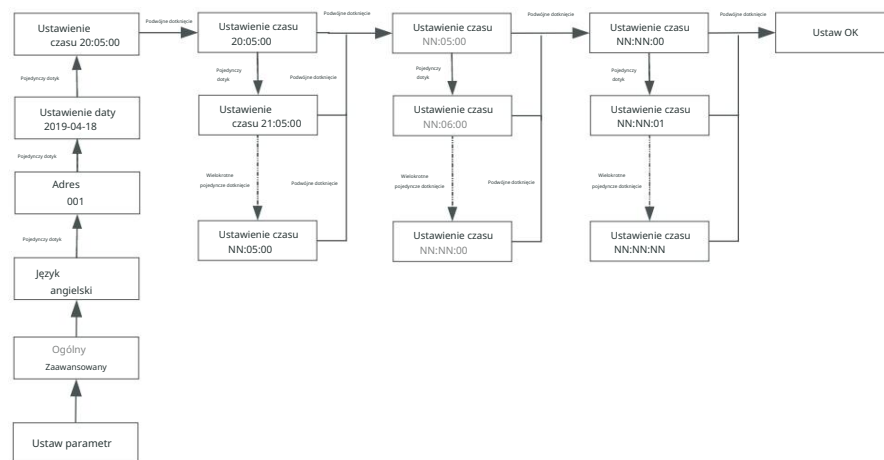 Ustawienie
czasu 20:05:00
Podwójne dotknięcie
Ustawienie czasu
20:05:00
Podwójne dotknięcie
Ustawienie czasu
NN:05:00
Podwójne dotknięcie
Ustawienie czasu
NN:NN:00
Podwójne dotknięcie
Ustaw OK
Pojedynczy dotyk
Pojedynczy
dotyk
Podwójne dotknięcie
Pojedynczy
dotyk
Pojedynczy
dotyk
Ustawienie daty
2019-04-18
Ustawienie
czasu 21:05:00
Ustawienie czasu
NN:06:00
Ustawienie czasu
NN:NN:01
Pojedynczy dotyk
Adres
001
Wielokrotne
pojedyncze dotknięcie
Podwójne dotknięcie
Wielokrotne
pojedyncze dotknięcie
Podwójne dotknięcie
Wielokrotne
pojedyncze dotknięcie
Pojedynczy dotyk
Ustawienie czasu
NN:05:00
Ustawienie czasu
NN:NN:00
Ustawienie czasu
NN:NN:NN
Język
angielski
Ogólny
Zaawansowany
Ustaw parametr